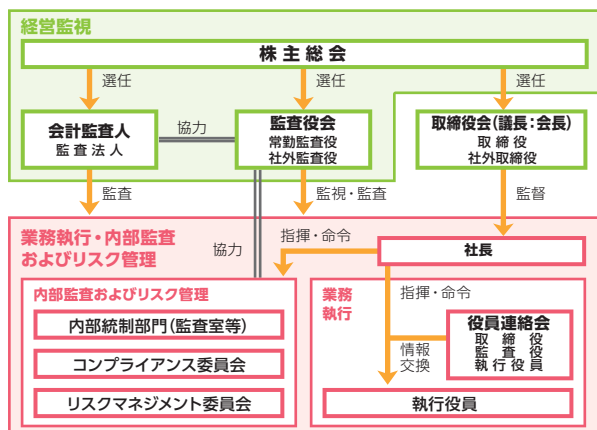 経営監視
株主総会
選任
選任
選任
会計監査人
監査法人
協力
監査役会
常勤監査役
社外監査役
取締役会(議長:会長)
取締役
社外取締役
監査
監視・監査
監督
業務執行・内部監査
およびリスク管理
協力
指揮・命令
社長
内部監査およびリスク管理
内部統制部門(監査室等)
コンプライアンス委員会
リスクマネジメント委員会
業務
執行
指揮・命令
役員連絡会
取締役
監査役
執行役員
情報
交換
執行役員